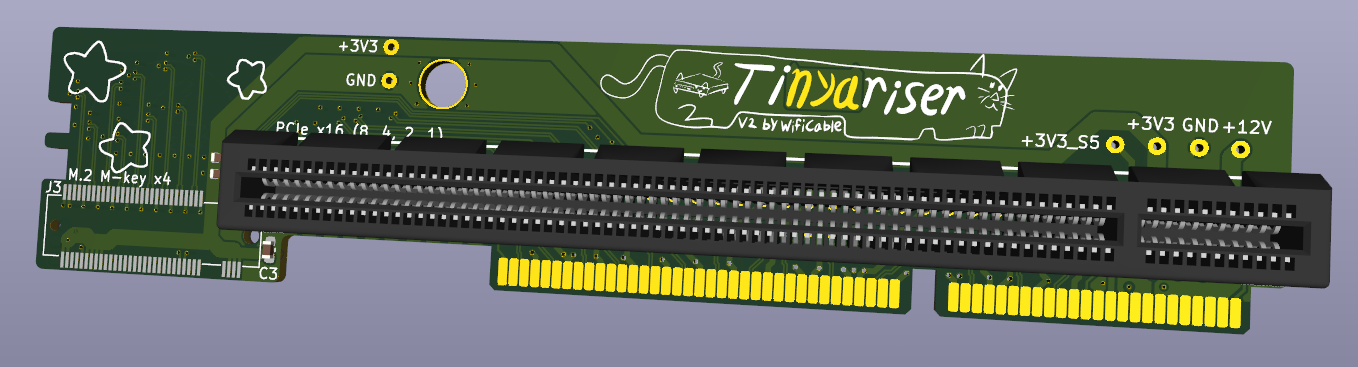 +3V3
GND
Tinyariser
V2 by WifiCable
PCIe x16 (8, 4, 2, 1)
+3V3_S5
+3V3 GND +12V
M.2 M-key x4
J3
C3